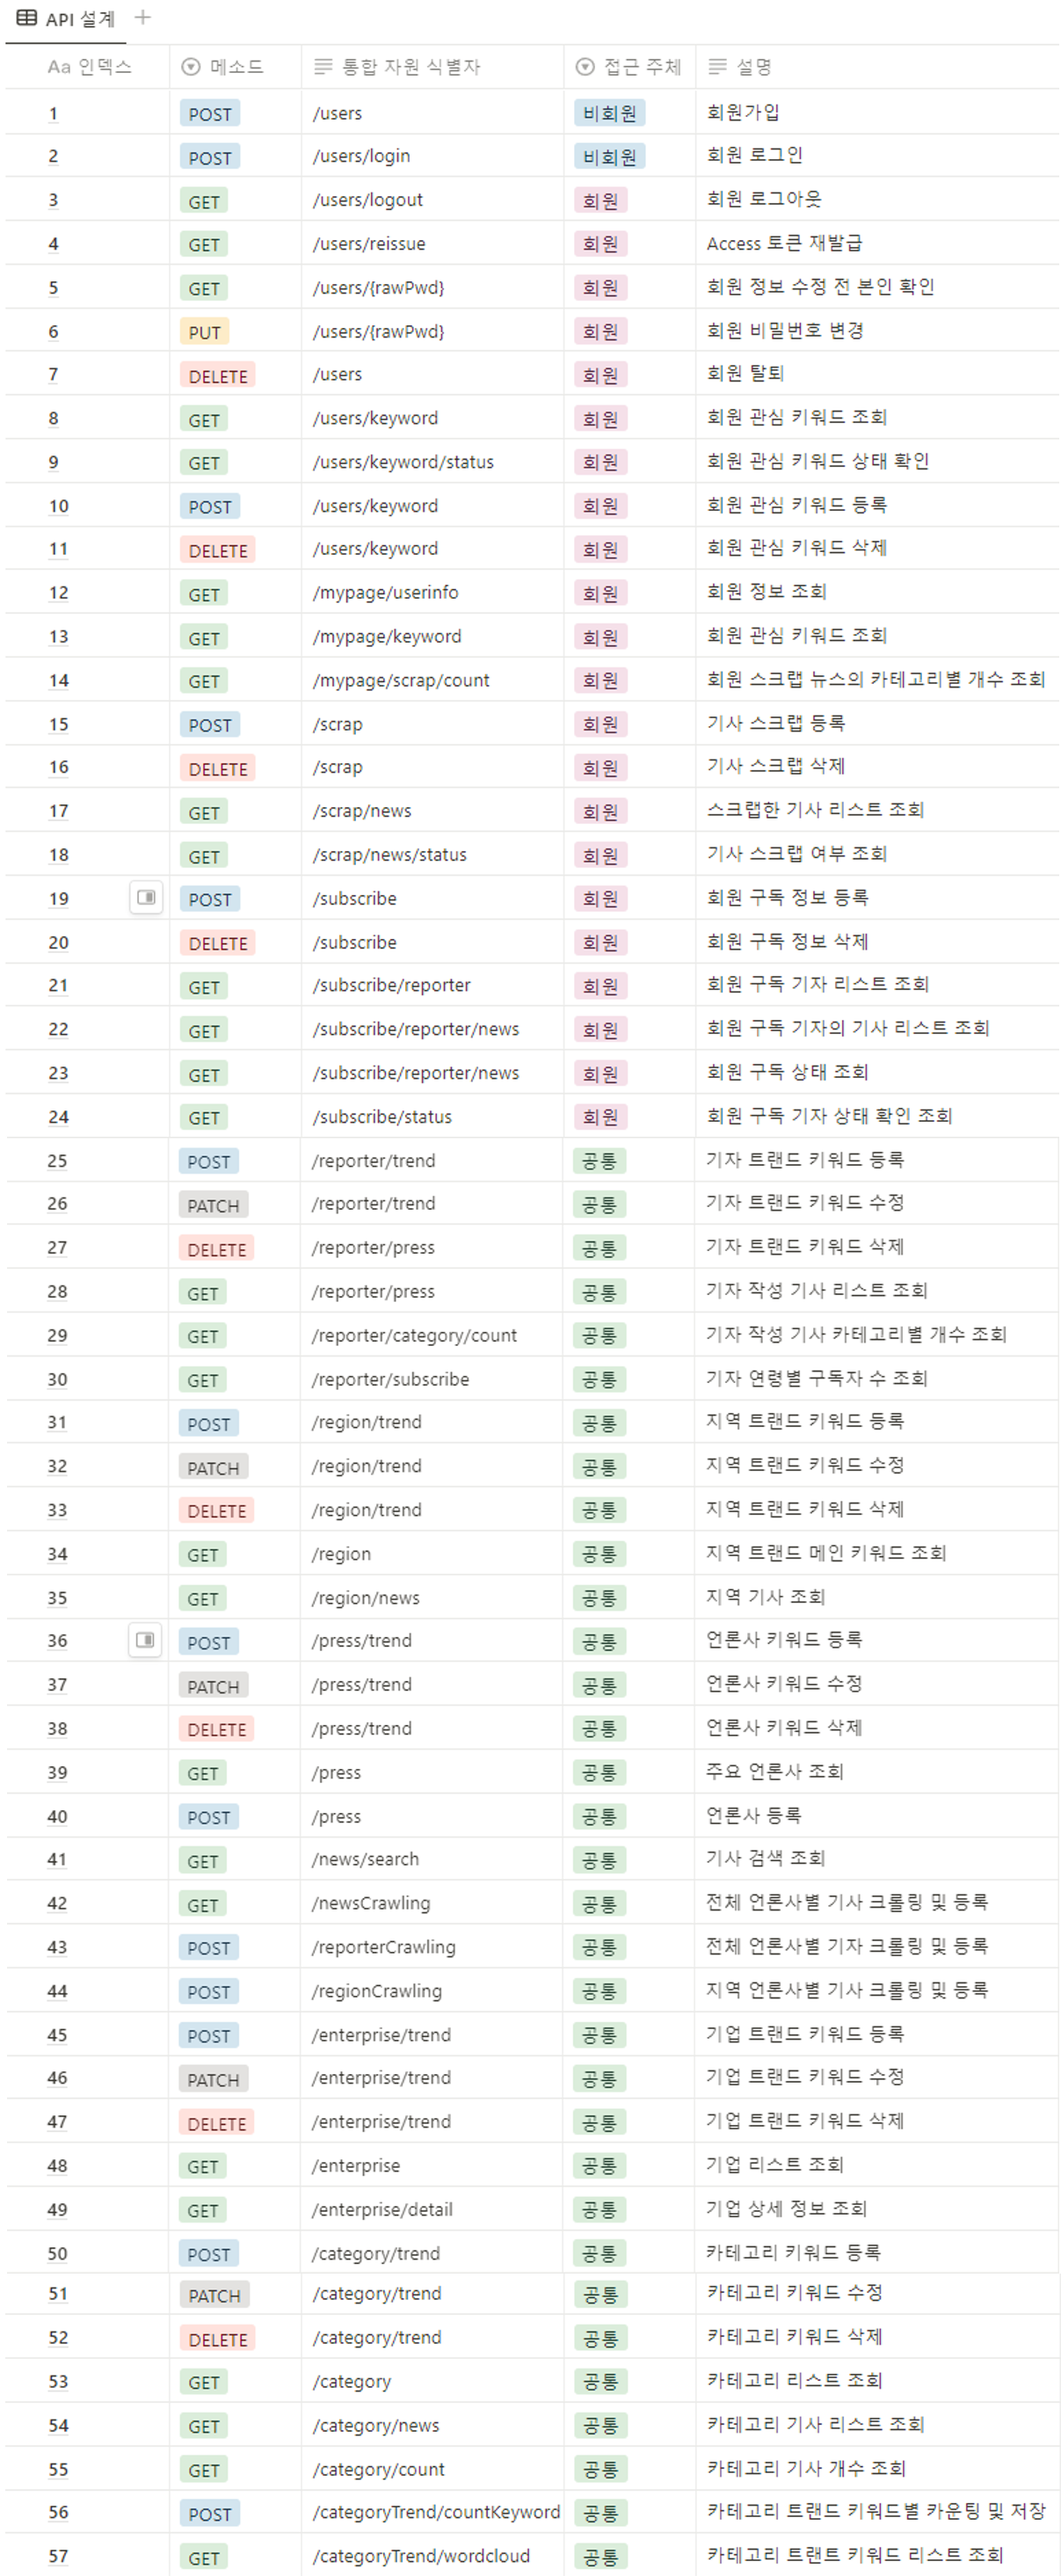 API 설계
Aa 인덱스 메소드 통합 자원 식별자 접근 주체 설명
1 POST /users 비회원 회원가입
2 POST /users/login 비회원 회원 로그인
3 GET /users/logout 회원 회원 로그아웃
4 GET /users/reissue 회원 Access 토큰 재발급
5 GET /users/{rawPwd} 회원 회원 정보 수정 전 본인 확인
6 PUT /users/{rawPwd} 회원 회원 비밀번호 변경
7 DELETE /users 회원 회원 탈퇴
8 GET /users/keyword 회원 회원 관심 키워드 조회
9 GET /users/keyword/status 회원 회원 관심 키워드 상태 확인
10 POST /users/keyword 회원 회원 관심 키워드 등록
11 DELETE /users/keyword 회원 회원 관심 키워드 삭제
12 GET /mypage/userinfo 회원 회원 정보 조회
13 GET /mypage/keyword 회원 회원 관심 키워드 조회
14 GET /mypage/scrap/count 회원 회원 스크랩 뉴스의 카테고리별 개수 조회
15 POST /scrap 회원 기사 스크랩 등록
16 DELETE /scrap 회원 기사 스크랩 삭제
17 GET /scrap/news 회원 스크랩한 기사 리스트 조회
18 GET /scrap/news/status 회원 기사 스크랩 여부 조회
19 POST /subscribe 회원 회원 구독 정보 등록
20 DELETE /subscribe 회원 회원 구독 정보 삭제
21 GET /subscribe/reporter 회원 회원 구독 기자 리스트 조회
22 GET /subscribe/reporter/news 회원 회원 구독 기자의 기사 리스트 조회
23 GET /subscribe/reporter/news 회원 회원 구독 상태 조회
24 GET /subscribe/status 회원 회원 구독 기자 상태 확인 조회
25 POST /reporter/trend 공통 기자 트랜드 키워드 등록
26 PATCH /reporter/trend 공통 기자 트랜드 키워드 수정
27 DELETE /reporter/press 공통 기자 트랜드 키워드 삭제
28 GET /reporter/press 공통 기자 작성 기사 리스트 조회
29 GET /reporter/category/count 공통 기자 작성 기사 카테고리별 개수 조회
30 GET /reporter/subscribe 공통 기자 연령별 구독자 수 조회
31 POST /region/trend 공통 지역 트랜드 키워드 등록
32 PATCH /region/trend 공통 지역 트랜드 키워드 수정
33 DELETE /region/trend 공통 지역 트랜드 키워드 삭제
34 GET /region 공통 지역 트랜드 메인 키워드 조회
35 GET /region/news 공통 지역 기사 조회
36 POST /press/trend 공통 언론사 키워드 등록
37 PATCH /press/trend 공통 언론사 키워드 수정
38 DELETE /press/trend 공통 언론사 키워드 삭제
39 GET /press 공통 주요 언론사 조회
40 POST /press 공통 언론사 등록
41 GET /news/search 공통 기사 검색 조회
42 GET /newsCrawling 공통 전체 언론사별 기사 크롤링 및 등록
43 POST /reporterCrawling 공통 전체 언론사별 기자 크롤링 및 등록
44 POST /regionCrawling 공통 지역 언론사별 기사 크롤링 및 등록
45 POST /enterprise/trend 공통 기업 트랜드 키워드 등록
46 PATCH /enterprise/trend 공통 기업 트랜드 키워드 수정
47 DELETE /enterprise/trend 공통 기업 트랜드 키워드 삭제
48 GET /enterprise 공통 기업 리스트 조회
49 GET /enterprise/detail 공통 기업 상세 정보 조회
50 POST /category/trend 공통 카테고리 키워드 등록
51 PATCH /category/trend 공통 카테고리 키워드 수정
52 DELETE /category/trend 공통 카테고리 키워드 삭제
53 GET /category 공통 카테고리 리스트 조회
54 GET /category/news 공통 카테고리 기사 리스트 조회
55 GET /category/count 공통 카테고리 기사 개수 조회
56 POST /categoryTrend/countKeyword 공통 카테고리 트랜드 키워드별 카운팅 및 저장
57 GET /categoryTrend/wordcloud 공통 카테고리 트랜트 키워드 리스트 조회